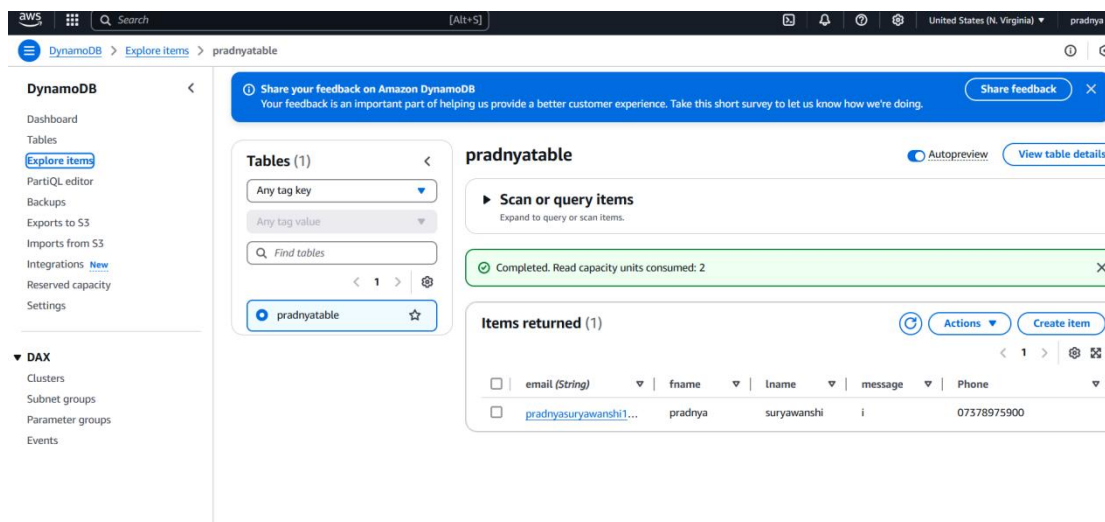 aws Search [Alt+S] United States (N. Virginia) pradnya
DynamoDB > Explore items > pradnyatable
DynamoDB
Dashboard
Tables
Explore items
PartiQL editor
Backups
Exports to S3
Imports from S3
Integrations New
Reserved capacity
Settings
DAX
Clusters
Subnet groups
Parameter groups
Events
Share your feedback on Amazon DynamoDB
Your feedback is an important part of helping us provide a better customer experience. Take this short survey to let us know how we're doing.
Share feedback
Tables (1)
Any tag key
Any tag value
Find tables
1
pradnyatable
pradnyatable
Autopreview
View table details
Scan or query items
Expand to query or scan items.
Completed. Read capacity units consumed: 2
Items returned (1)
Actions
Create item
1
email (String) fname lname message Phone
pradnyasuryawanshi1... pradnya suryawanshi i 07378975900